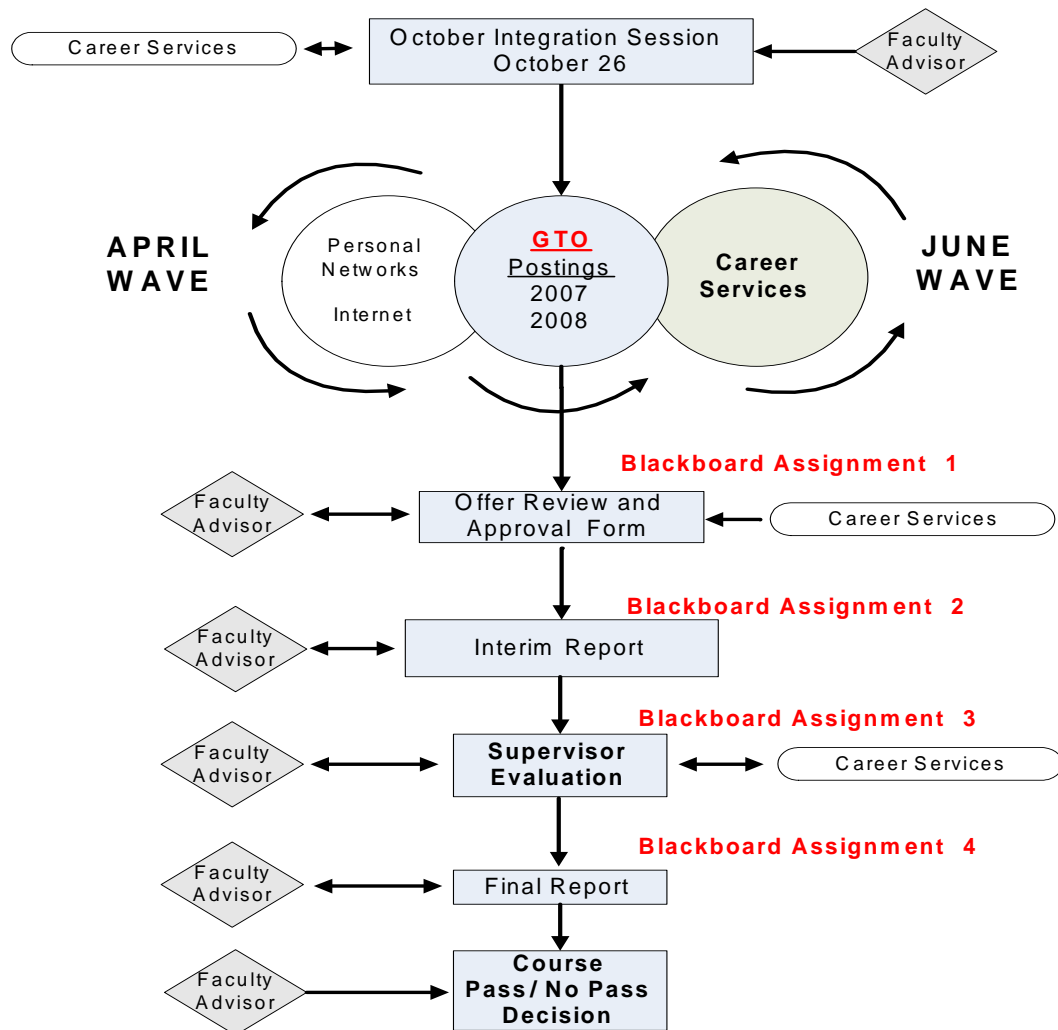 Career Services
October Integration Session
October 26
Faculty
Advisor
APRIL
WAVE
Personal
Networks
Internet
GTO
Postings
2007
2008
Career
Services
JUNE
WAVE
Blackboard Assignment 1
Faculty
Advisor
Offer Review and
Approval Form
Career Services
Blackboard Assignment 2
Faculty
Advisor
Interim Report
Blackboard Assignment 3
Faculty
Advisor
Supervisor
Evaluation
Career Services
Blackboard Assignment 4
Faculty
Advisor
Final Report
Faculty
Advisor
Course
Pass/ No Pass
Decision